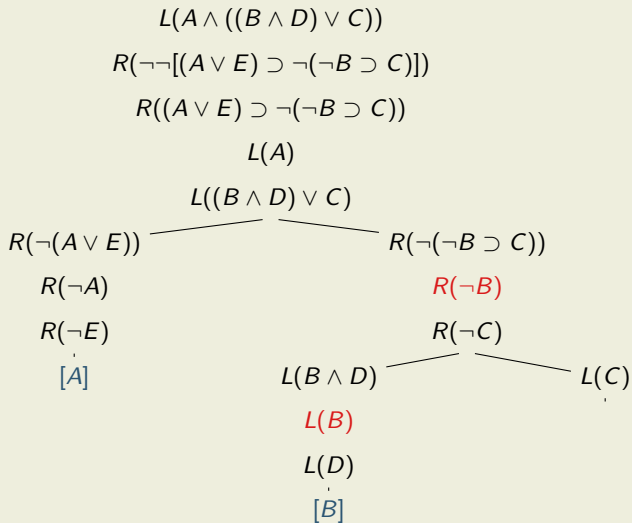 L(A ∧ ((B ∧ D) ∨ C))
R(¬¬[(A ∨ E) ⊃ ¬(¬B ⊃ C)])
R((A ∨ E) ⊃ ¬(¬B ⊃ C))
L(A)
L((B ∧ D) ∨ C)
R(¬(A ∨ E)) R(¬(¬B ⊃ C))
R(¬A) R(¬B)
R(¬E) R(¬C)
[A] L(B ∧ D) L(C)
L(B)
L(D)
[B]